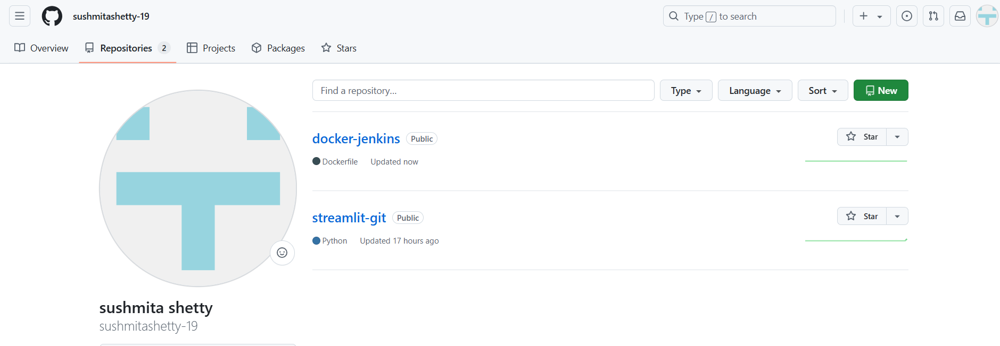 sushmitashetty-19
Type / to search
Overview Repositories 2 Projects Packages Stars
Find a repository... Type Language Sort New
docker-jenkins Public Star
Dockerfile Updated now
streamlit-git Public Star
Python Updated 17 hours ago
sushmita shetty
sushmitashetty-19